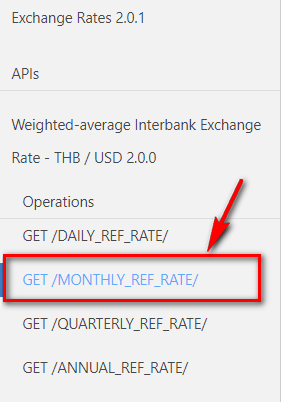 Exchange Rates 2.0.1
APIs
Weighted-average Interbank Exchange
Rate - THB / USD 2.0.0
Operations
GET /DAILY_REF_RATE/
GET /MONTHLY_REF_RATE/
GET /QUARTERLY_REF_RATE/
GET /ANNUAL_REF_RATE/